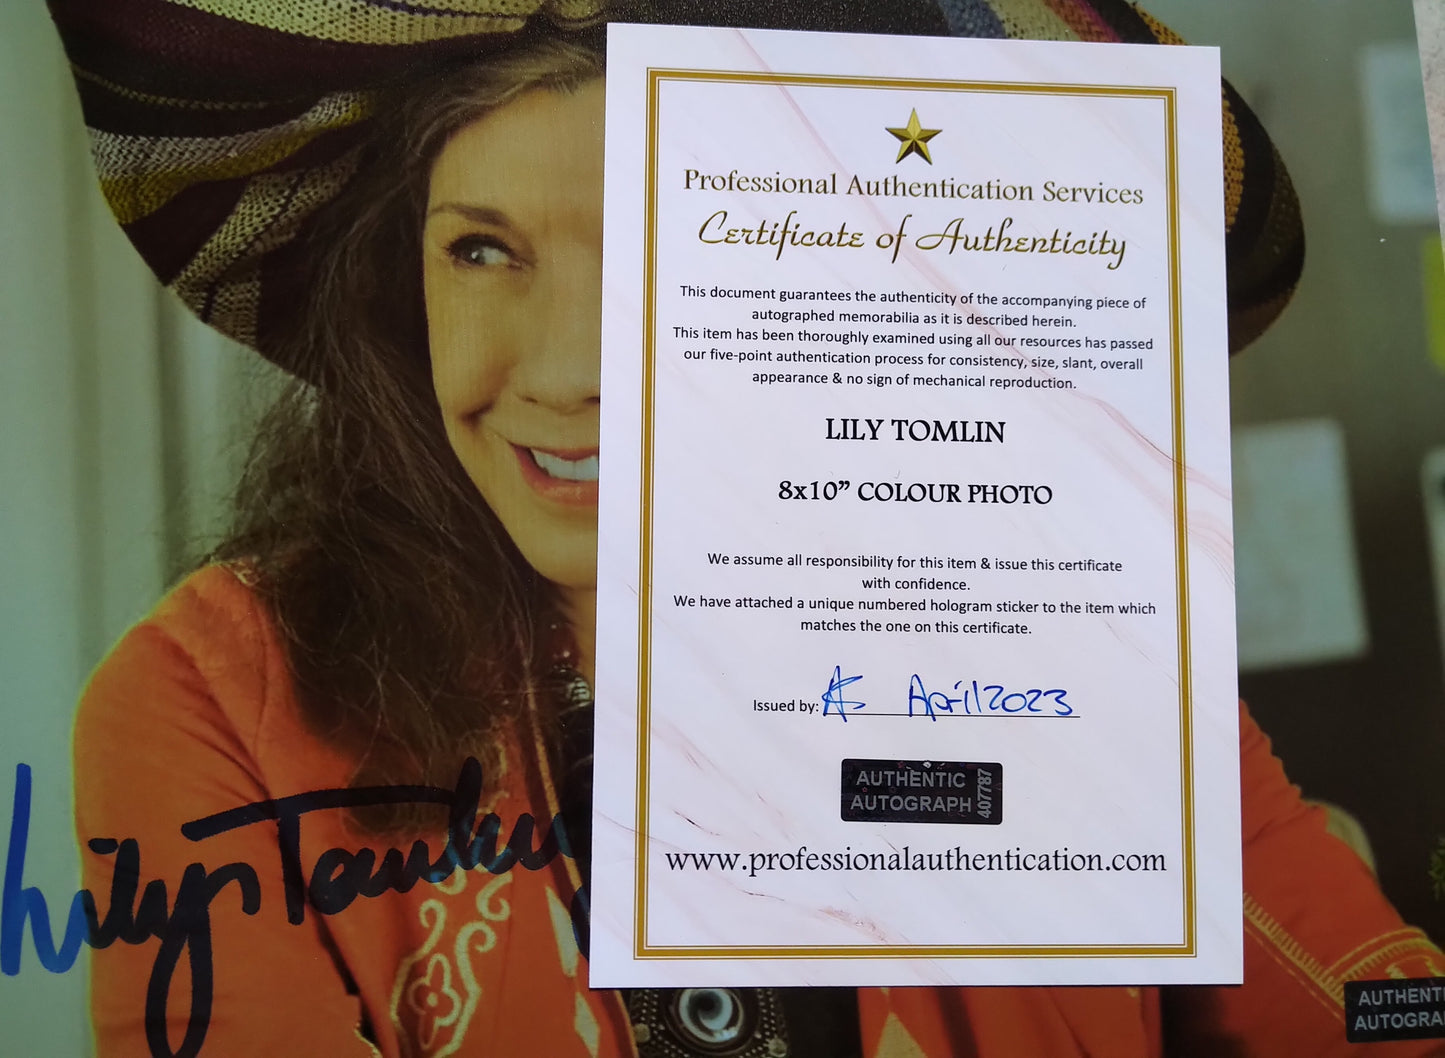 Professional Authentication Services
Certificate of Authenticity
This document guarantees the authenticity of the accompanying piece of
autographed memorabilia as it is described herein.
This item has been thoroughly examined using all our resources has passed
our five-point authentication process for consistency, size, slant, overall
appearance & no sign of mechanical reproduction.
LILY TOMLIN
8x10” COLOUR PHOTO
We assume all responsibility for this item & issue this certificate
with confidence.
We have attached a unique numbered hologram sticker to the item which
matches the one on this certificate.
Issued by: April 2023
AUTHENTIC
AUTOGRAPH
407787
www.professionalauthentication.com
Lily Tomlin
AUTHENTI
AUTOGRA